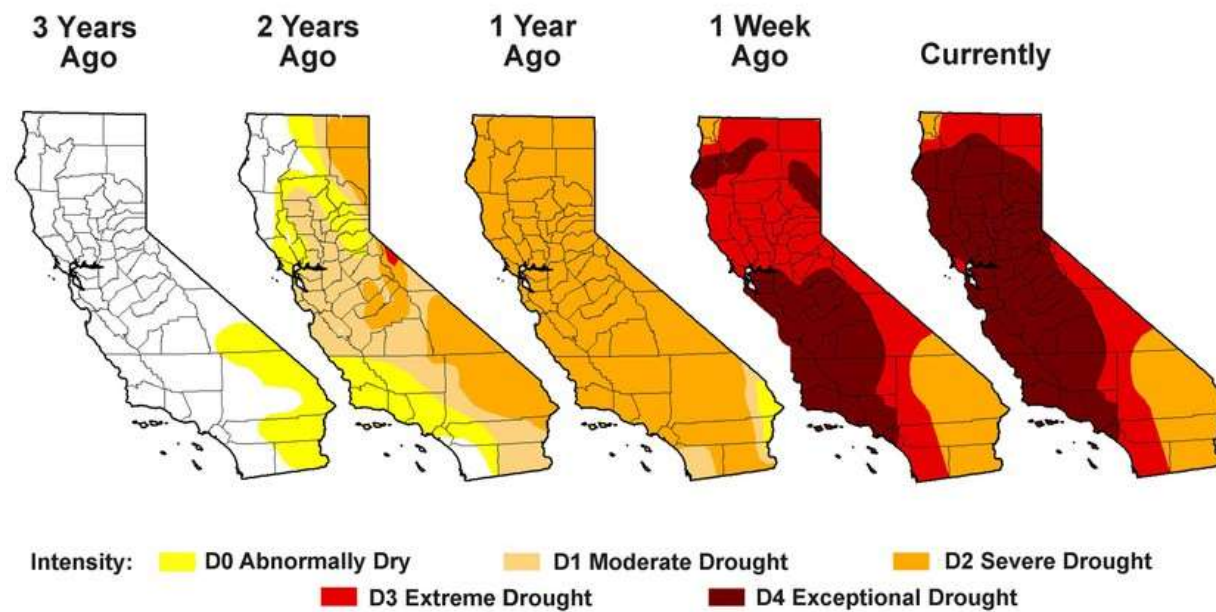 3 Years Ago
2 Years Ago
1 Year Ago
1 Week Ago
Currently
Intensity:
D0 Abnormally Dry
D1 Moderate Drought
D2 Severe Drought
D3 Extreme Drought
D4 Exceptional Drought